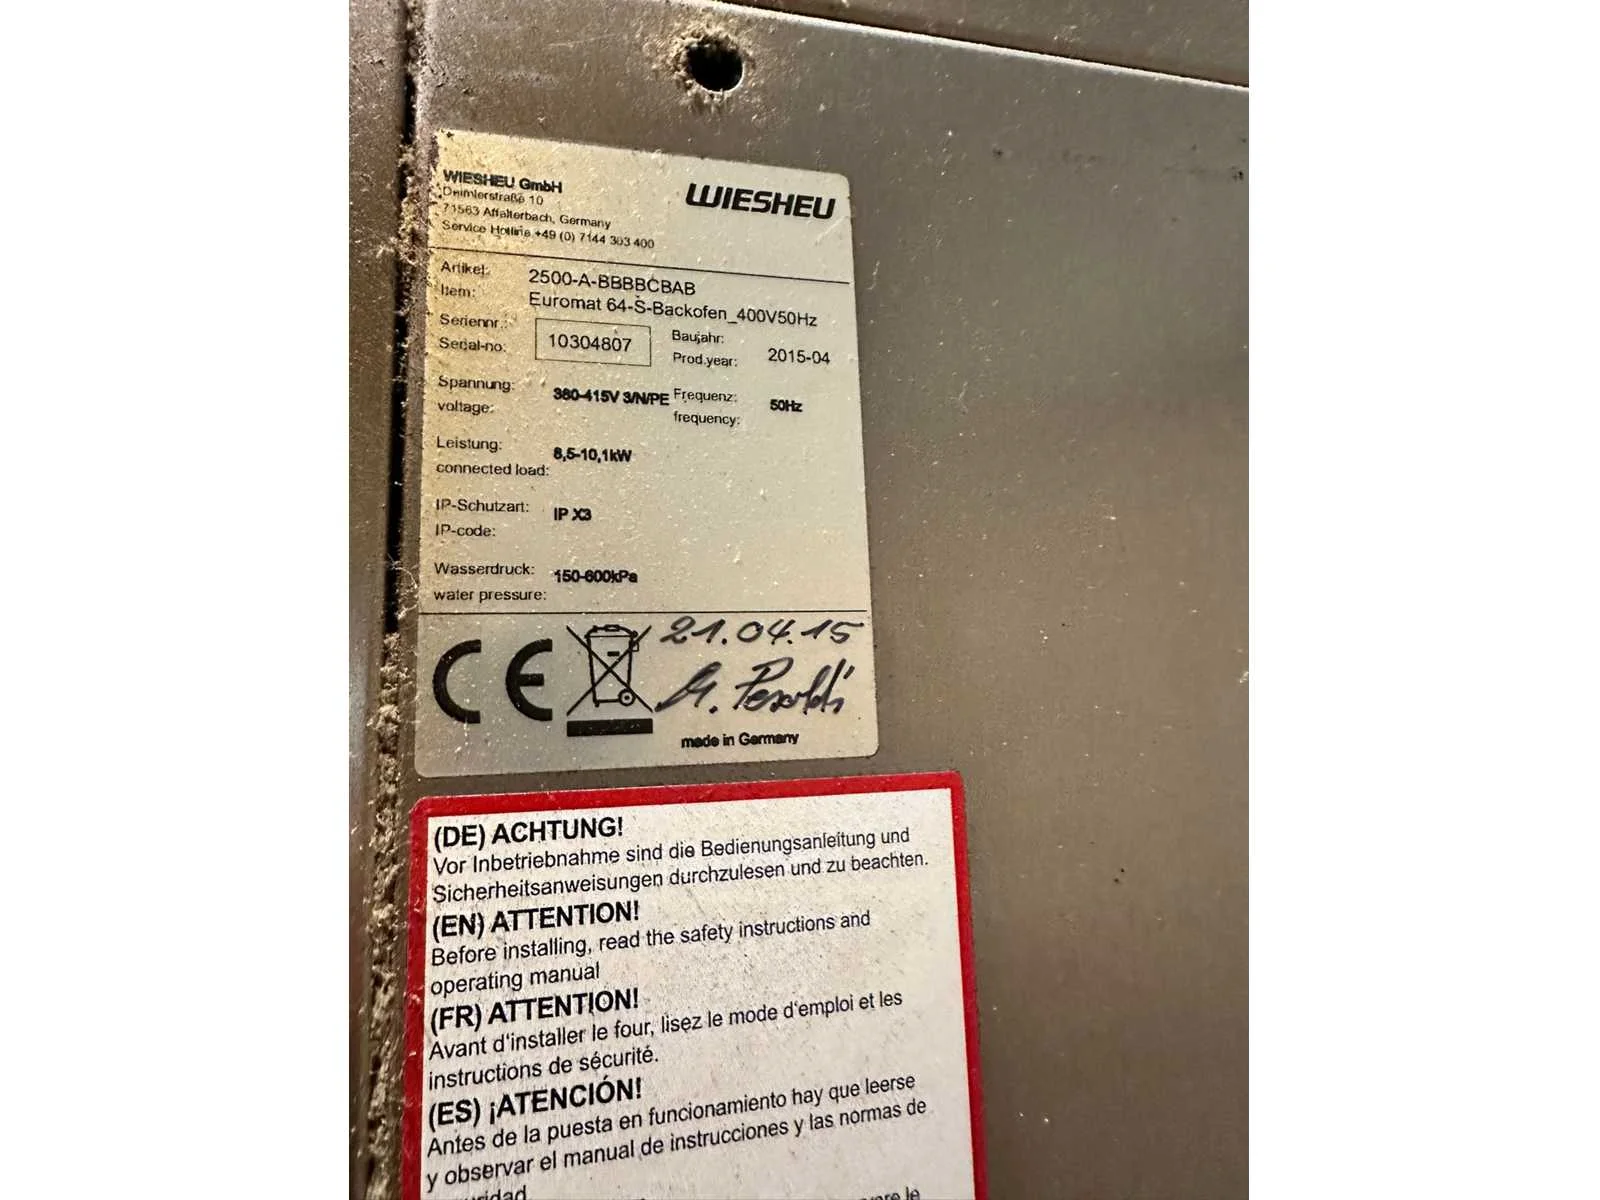 WIESHEU GmbH
Daimlerstraße 10
71563 Affalterbach, Germany
Service Hotline +49 (0) 7144 303 400
WIESHEU
Artikel: 2500-A-BBBBCBAB
Item: Euromat 64-S-Backofen_400V50Hz
Seriennr.: 10304807 Baujahr: 2015-04
Serial-no: Prod.year:
Spannung: 380-415V 3/N/PE Frequenz: 50Hz
voltage: frequency:
Leistung: 8,5-10,1kW
connected load:
IP-Schutzart: IP X3
IP-code:
Wasserdruck: 150-600kPa
water pressure:
CE
21.04.15
made in Germany
(DE) ACHTUNG!
Vor Inbetriebnahme sind die Bedienungsanleitung und
Sicherheitsanweisungen durchzulesen und zu beachten.
(EN) ATTENTION!
Before installing, read the safety instructions and
operating manual
(FR) ATTENTION!
Avant d'installer le four, lisez le mode d'emploi et les
instructions de sécurité.
(ES) ¡ATENCIÓN!
Antes de la puesta en funcionamiento hay que leerse
y observar el manual de instrucciones y las normas de